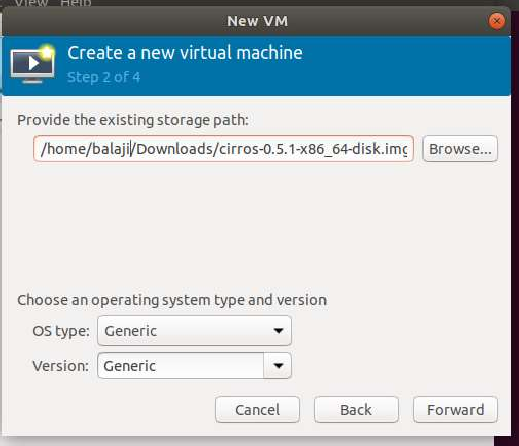 View Help
New VM
Create a new virtual machine
Step 2 of 4
Provide the existing storage path:
/home/balaji/Downloads/cirros-0.5.1-x86_64-disk.img
Browse...
Choose an operating system type and version
OS type: Generic
Version: Generic
Cancel Back Forward